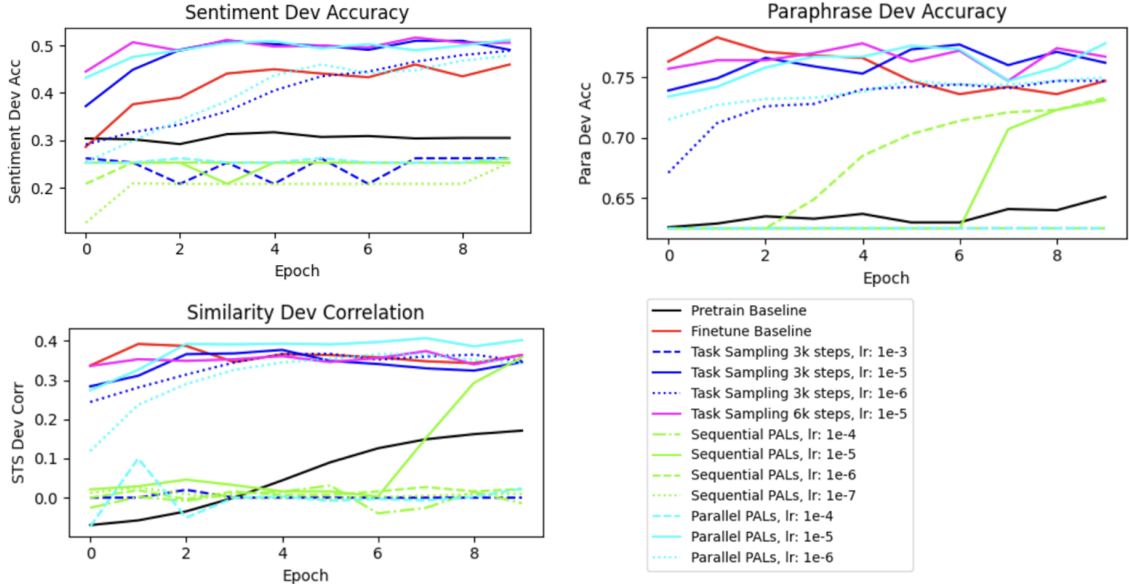 Sentiment Dev Accuracy
Sentiment Dev Acc
0.5
0.4
0.3
0.2
0
2
4
6
8
Epoch
Paraphrase Dev Accuracy
Para Dev Acc
0.75
0.70
0.65
0
2
4
6
8
Epoch
Similarity Dev Correlation
STS Dev Corr
0.4
0.3
0.2
0.1
0.0
0
2
4
6
8
Epoch
Pretrain Baseline
Finetune Baseline
Task Sampling 3k steps, lr: 1e-3
Task Sampling 3k steps, lr: 1e-5
Task Sampling 3k steps, lr: 1e-6
Task Sampling 6k steps, lr: 1e-5
Sequential PALs, lr: 1e-4
Sequential PALs, lr: 1e-5
Sequential PALs, lr: 1e-6
Sequential PALs, lr: 1e-7
Parallel PALs, lr: 1e-4
Parallel PALs, lr: 1e-5
Parallel PALs, lr: 1e-6